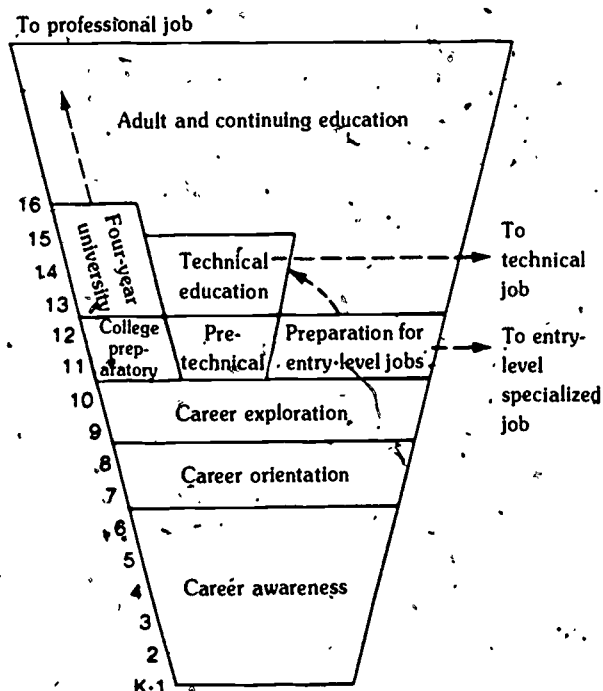 To professional job
Adult and continuing education
16
15
14
13
12
11
10
9
8
7
6
5
4
3
2
K-1
Four-year
university
Technical
education
To
technical
job
College
prep-
aratory
Pre-
technical
Preparation for
entry-level jobs
To entry-
level
specialized
job
Career exploration
Career orientation
Career awareness